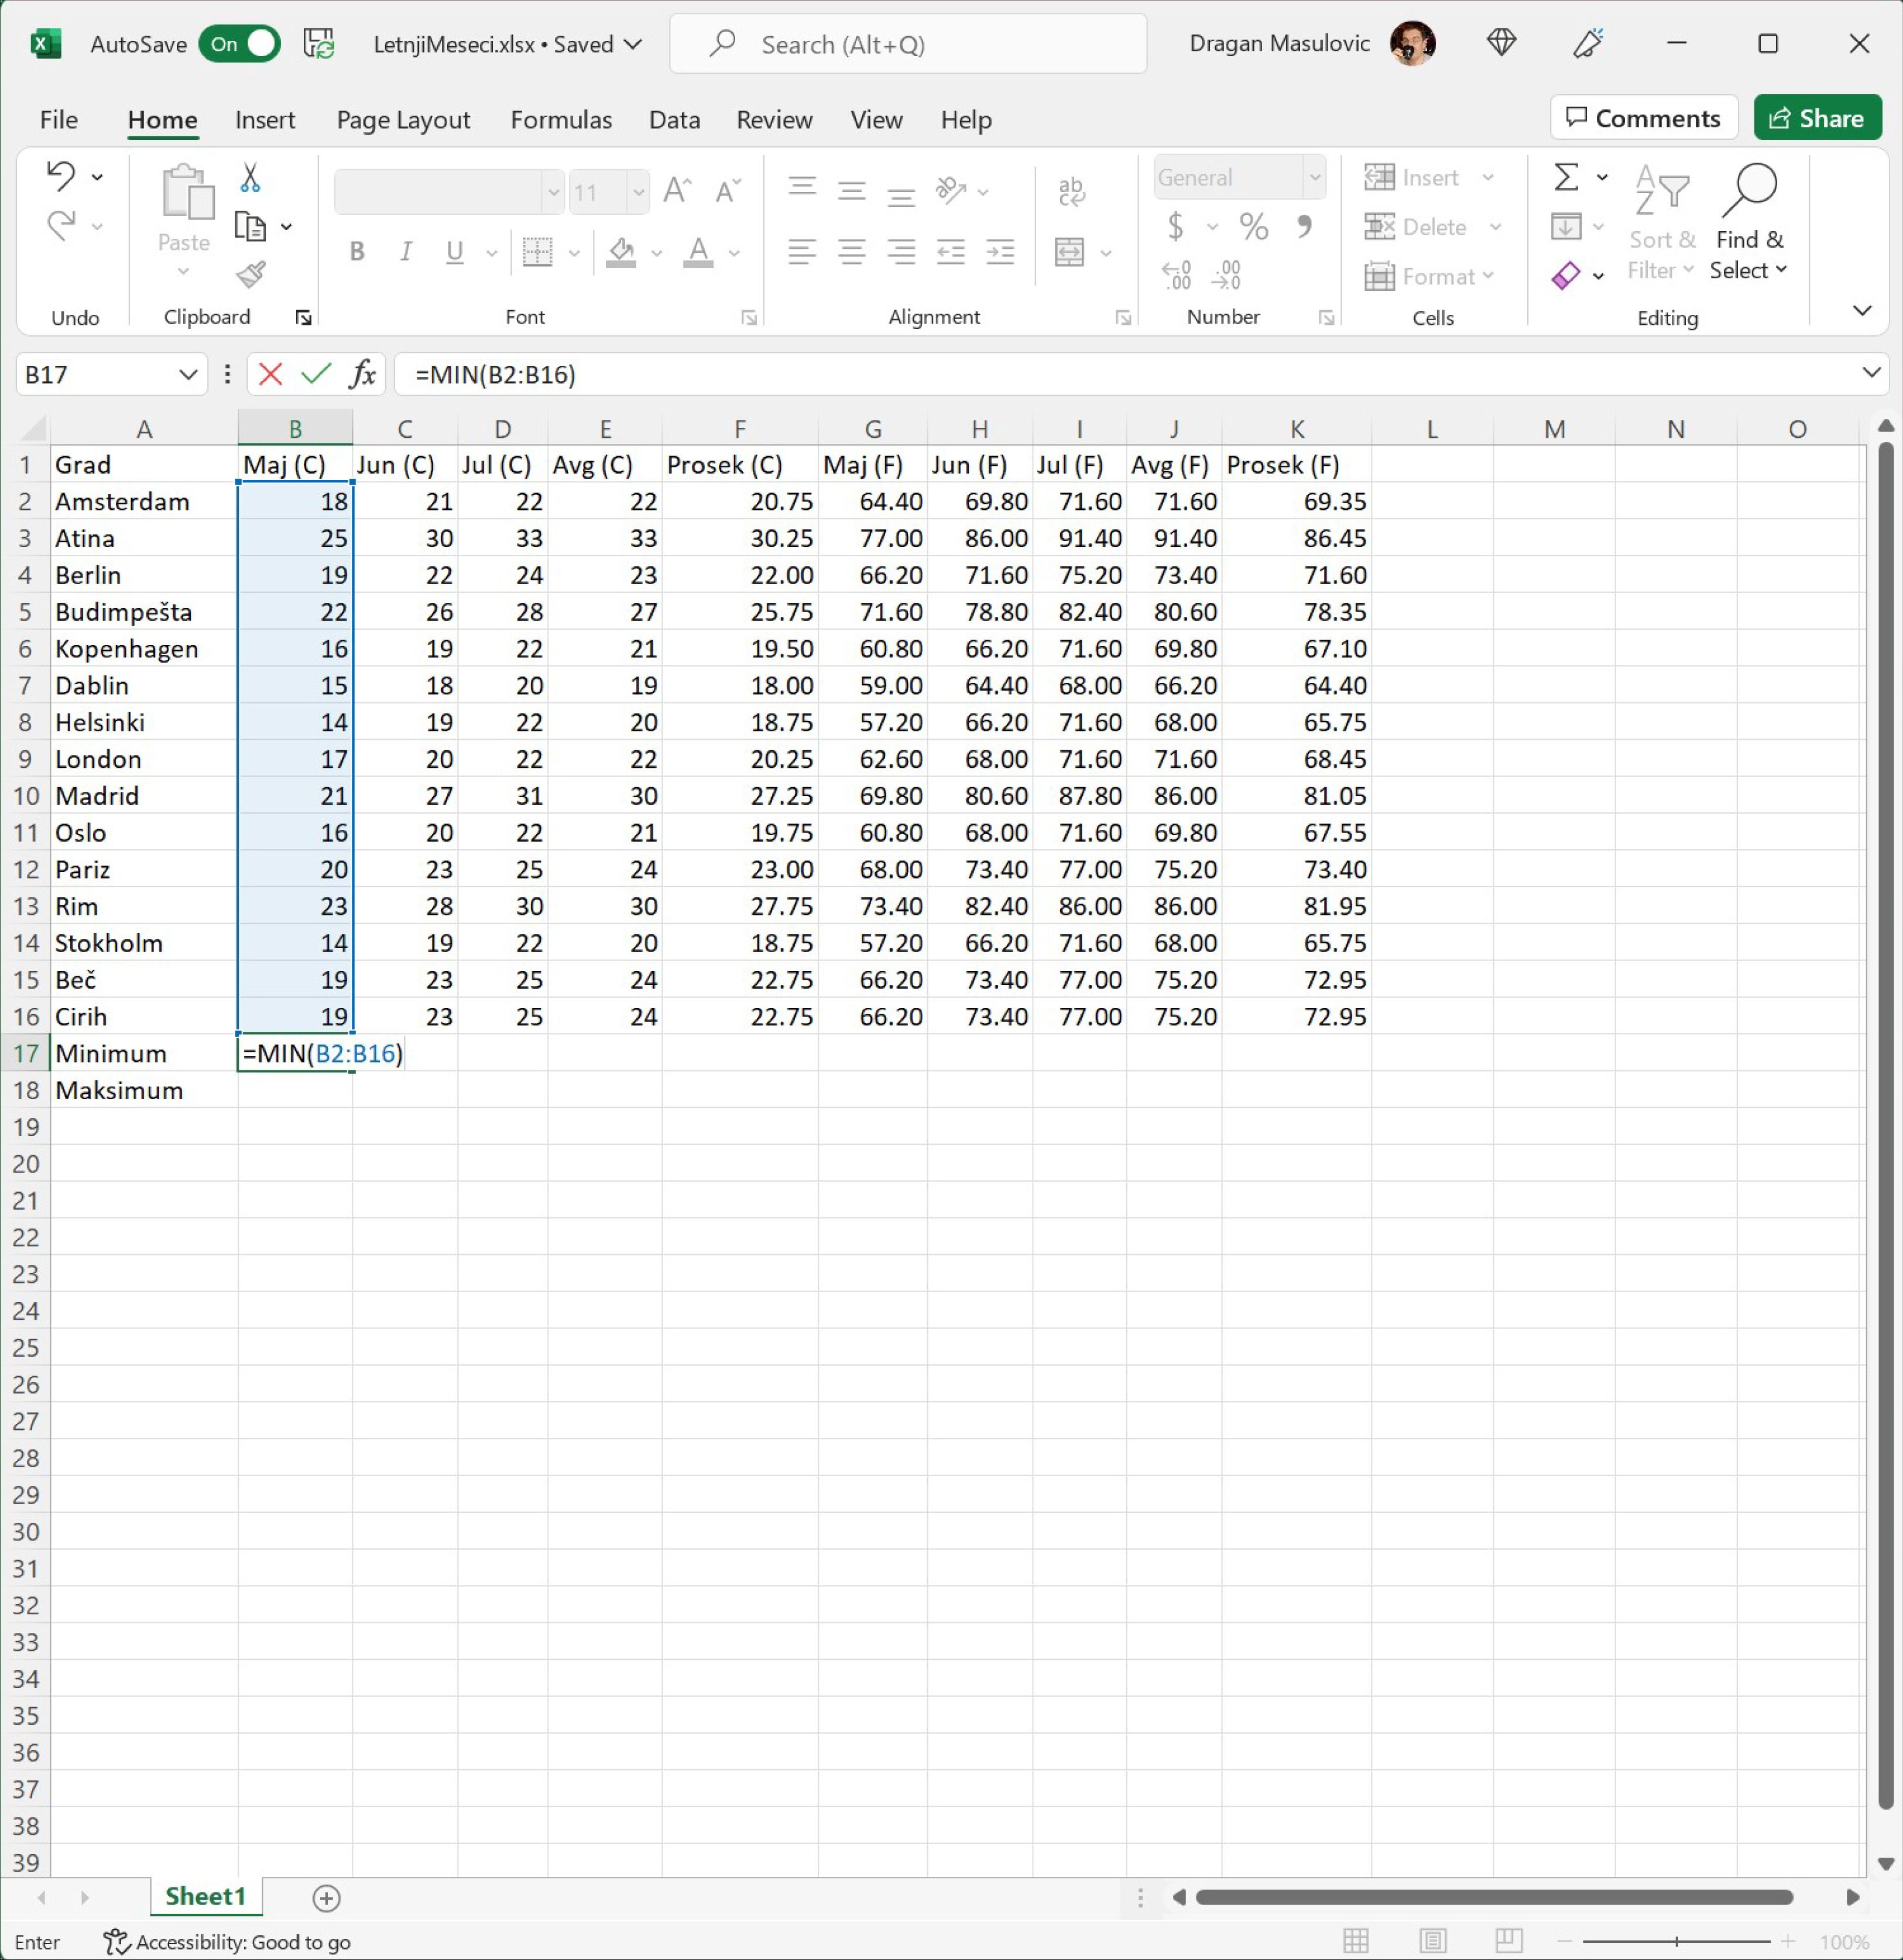 AutoSave On LetnjiMeseci.xlsx • Saved Search (Alt+Q) Dragan Masulovic
File Home Insert Page Layout Formulas Data Review View Help Comments Share
Paste 11 A A B I U A ab General $ % , Insert Delete Format Σ Sort & Filter Find & Select
Undo Clipboard Font Alignment Number Cells Editing
B17 fx =MIN(B2:B16)
A B C D E F G H I J K L M N O
1 Grad Maj (C) Jun (C) Jul (C) Avg (C) Prosek (C) Maj (F) Jun (F) Jul (F) Avg (F) Prosek (F)
2 Amsterdam 18 21 22 22 20.75 64.40 69.80 71.60 71.60 69.35
3 Atina 25 30 33 33 30.25 77.00 86.00 91.40 91.40 86.45
4 Berlin 19 22 24 23 22.00 66.20 71.60 75.20 73.40 71.60
5 Budimpešta 22 26 28 27 25.75 71.60 78.80 82.40 80.60 78.35
6 Kopenhagen 16 19 22 21 19.50 60.80 66.20 71.60 69.80 67.10
7 Dablin 15 18 20 19 18.00 59.00 64.40 68.00 66.20 64.40
8 Helsinki 14 19 22 20 18.75 57.20 66.20 71.60 68.00 65.75
9 London 17 20 22 22 20.25 62.60 68.00 71.60 71.60 68.45
10 Madrid 21 27 31 30 27.25 69.80 80.60 87.80 86.00 81.05
11 Oslo 16 20 22 21 19.75 60.80 68.00 71.60 69.80 67.55
12 Pariz 20 23 25 24 23.00 68.00 73.40 77.00 75.20 73.40
13 Rim 23 28 30 30 27.75 73.40 82.40 86.00 86.00 81.95
14 Stokholm 14 19 22 20 18.75 57.20 66.20 71.60 68.00 65.75
15 Beč 19 23 25 24 22.75 66.20 73.40 77.00 75.20 72.95
16 Cirih 19 23 25 24 22.75 66.20 73.40 77.00 75.20 72.95
17 Minimum =MIN(B2:B16)
18 Maksimum
19
20
21
22
23
24
25
26
27
28
29
30
31
32
33
34
35
36
37
38
39
Sheet1
Enter Accessibility: Good to go 100%